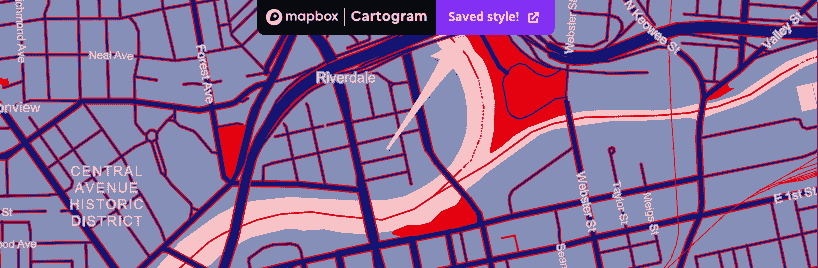 mapbox | Cartogram
Saved style!
Webster St
N Keowee St
Valley St
Neal Ave
Forest Ave
Riverdale
CENTRAL
AVENUE
HISTORIC
DISTRICT
Webster St
Taylor St
Meigs St
E 1st St
St